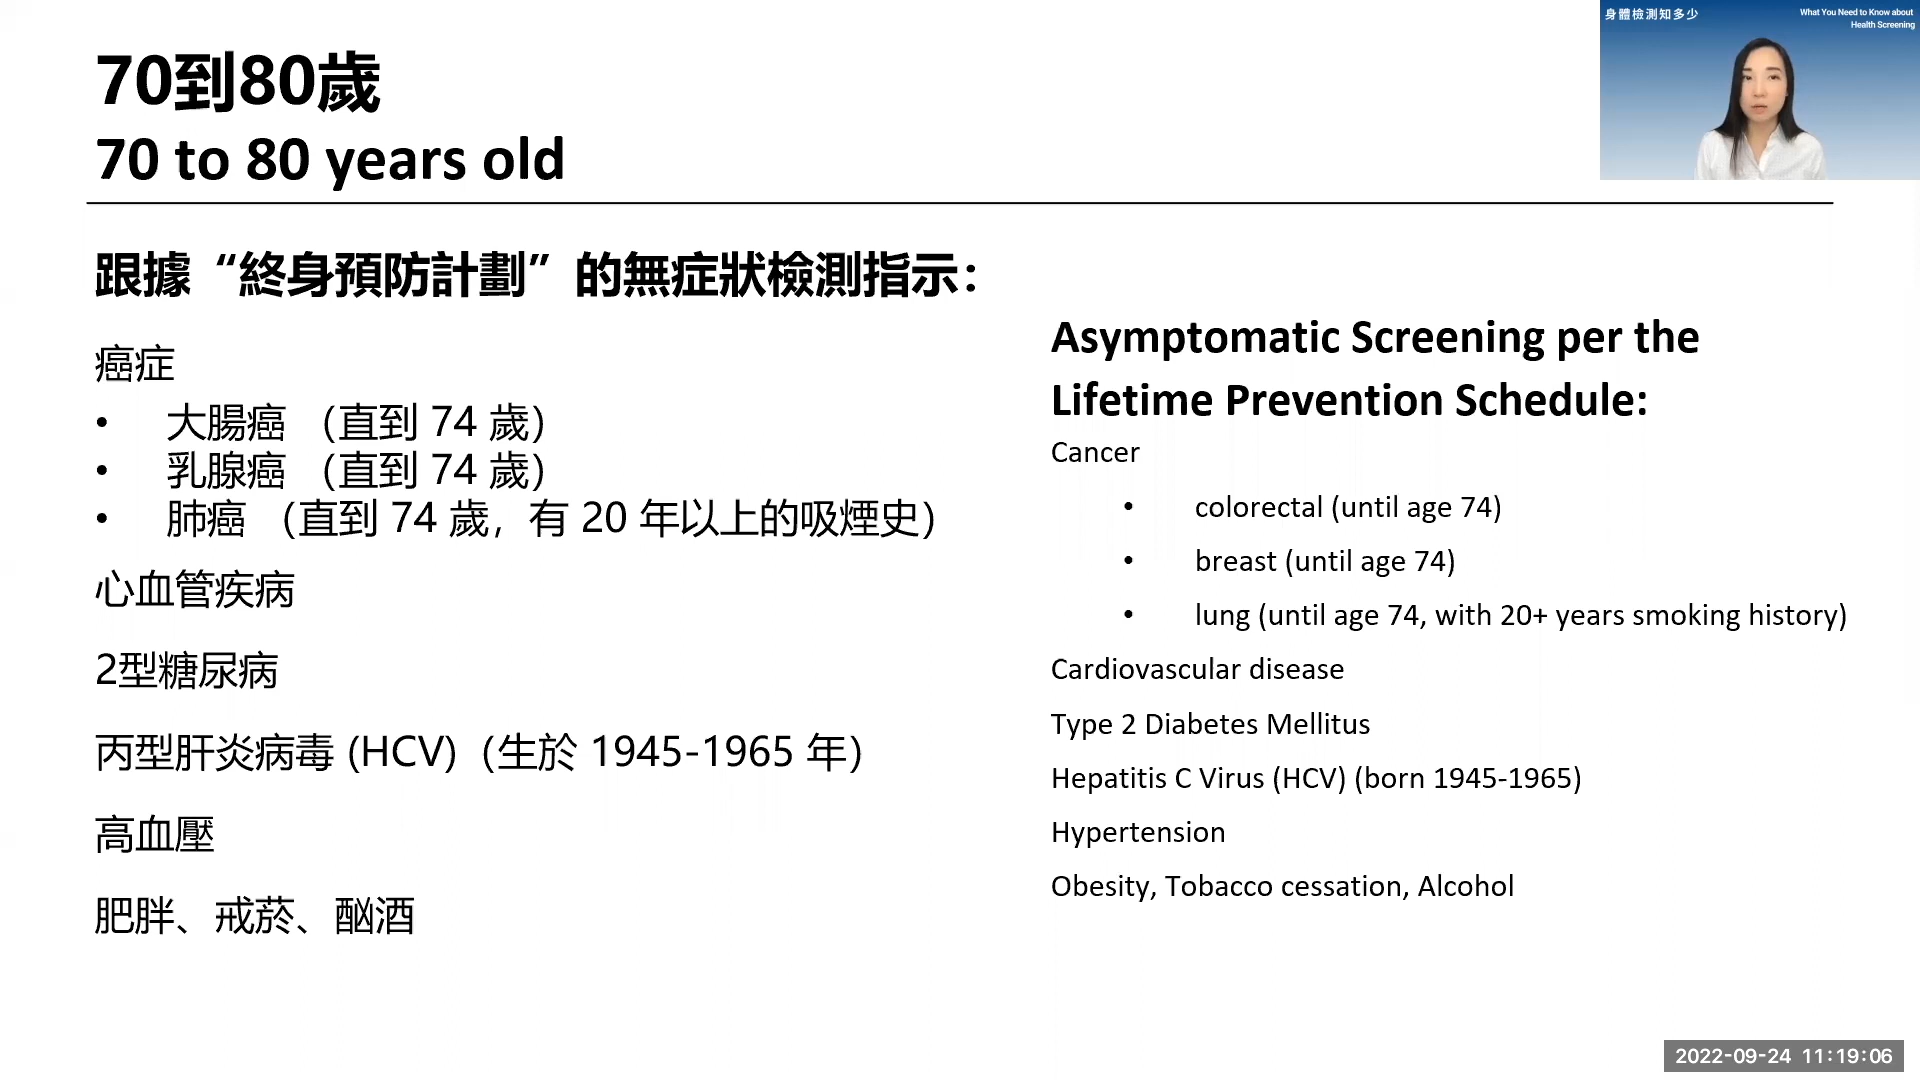 70到80歲
70 to 80 years old
身體檢測知多少
What You Need to Know about
Health Screening
跟據“終身預防計劃”的無症狀檢測指示：
癌症
• 大腸癌 （直到 74 歲）
• 乳腺癌 （直到 74 歲）
• 肺癌 （直到 74 歲，有 20 年以上的吸煙史）
心血管疾病
2型糖尿病
丙型肝炎病毒 (HCV)（生於 1945-1965 年）
高血壓
肥胖、戒菸、酗酒
Asymptomatic Screening per the
Lifetime Prevention Schedule:
Cancer
• colorectal (until age 74)
• breast (until age 74)
• lung (until age 74, with 20+ years smoking history)
Cardiovascular disease
Type 2 Diabetes Mellitus
Hepatitis C Virus (HCV) (born 1945-1965)
Hypertension
Obesity, Tobacco cessation, Alcohol
2022-09-24 11:19:06